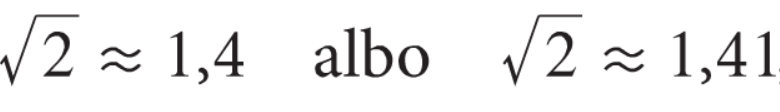 √2 ≈ 1,4 albo √2 ≈ 1,41